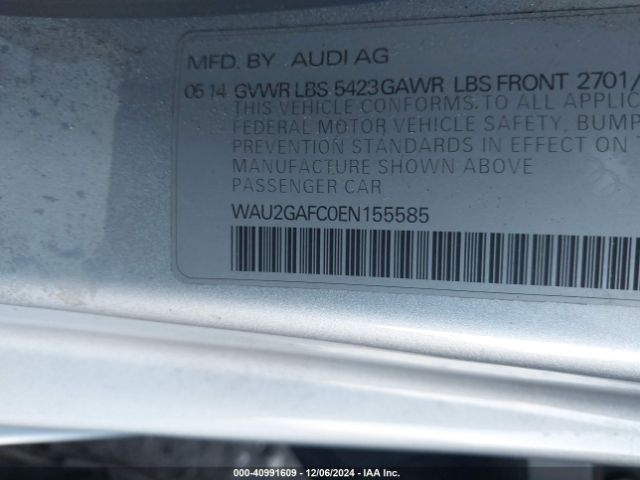 MFD. BY AUDI AG
05 14 GVWR LBS 5423 GAWR LBS FRONT 2701/
THIS VEHICLE CONFORMS TO ALL APPLIC
FEDERAL MOTOR VEHICLE SAFETY, BUMP
PREVENTION STANDARDS IN EFFECT ON T
MANUFACTURE SHOWN ABOVE
PASSENGER CAR
WAU2GAFC0EN155585
© - 40991609 - 12/06/2024 - IAA Inc.